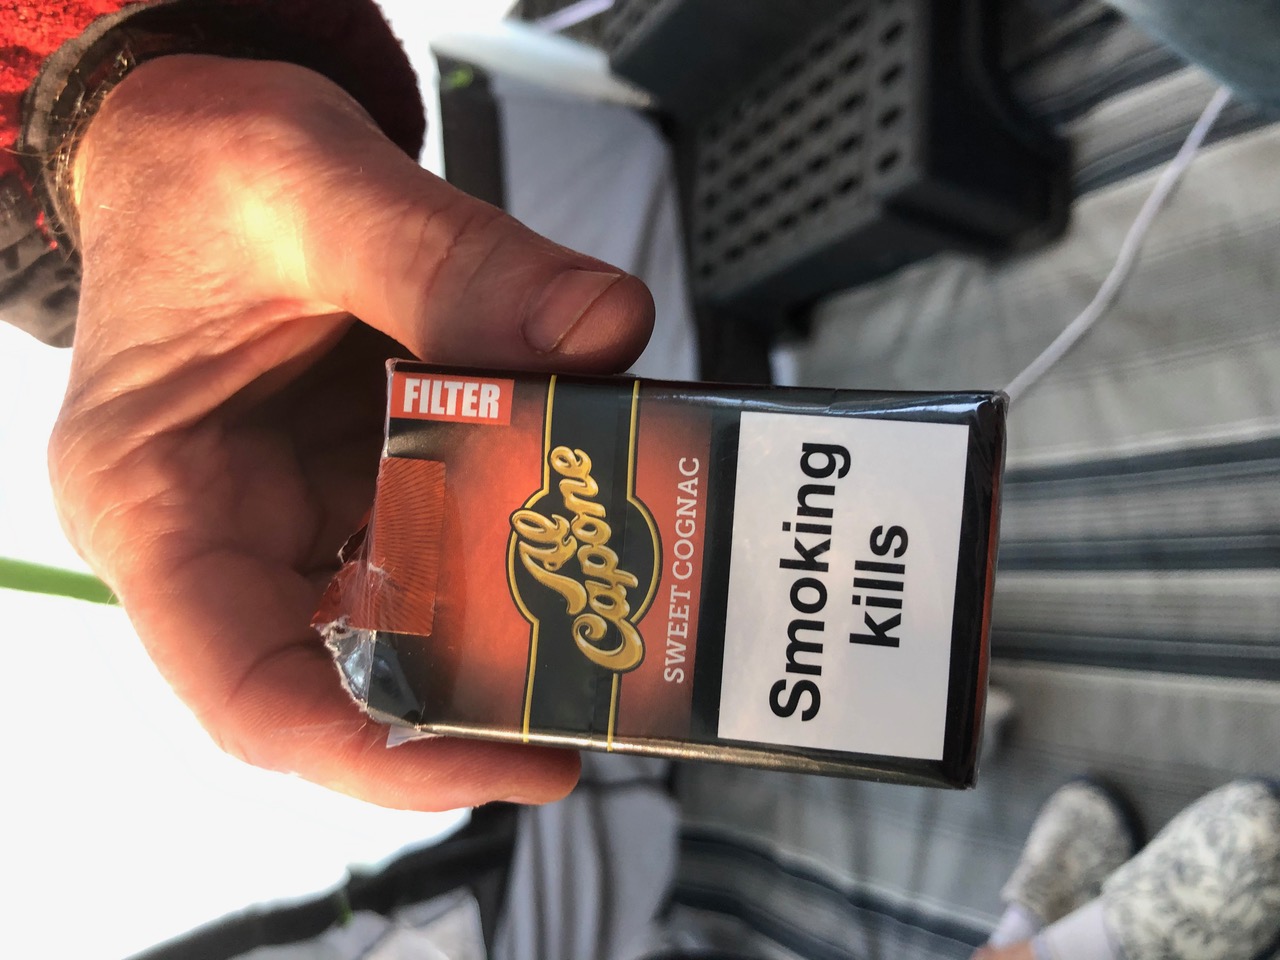 FILTER
Al
Capone
SWEET COGNAC
Smoking
kills